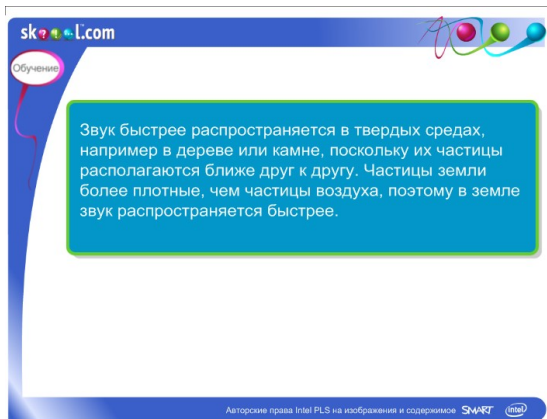 skoool.com
Обучение
Звук быстрее распространяется в твердых средах,
например в дереве или камне, поскольку их частицы
располагаются ближе друг к другу. Частицы земли
более плотные, чем частицы воздуха, поэтому в земле
звук распространяется быстрее.
Авторские права Intel PLS на изображения и содержимое SMART intel